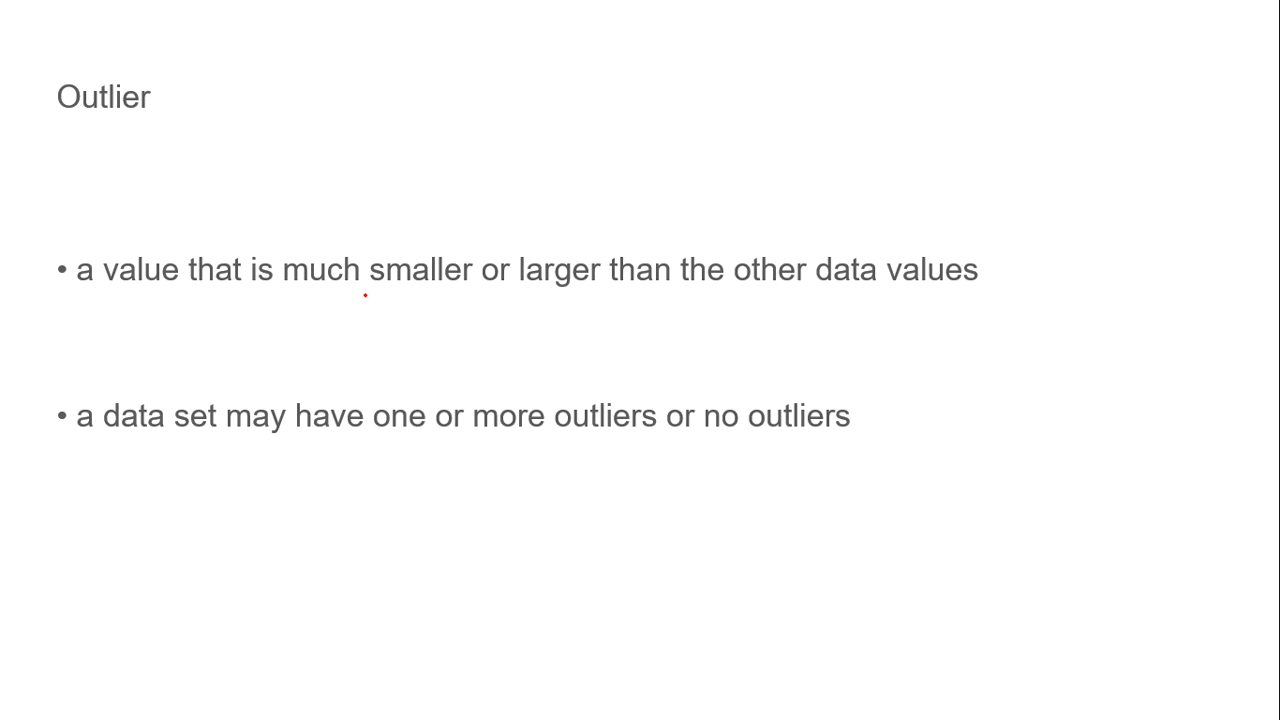 Outlier
• a value that is much smaller or larger than the other data values
• a data set may have one or more outliers or no outliers